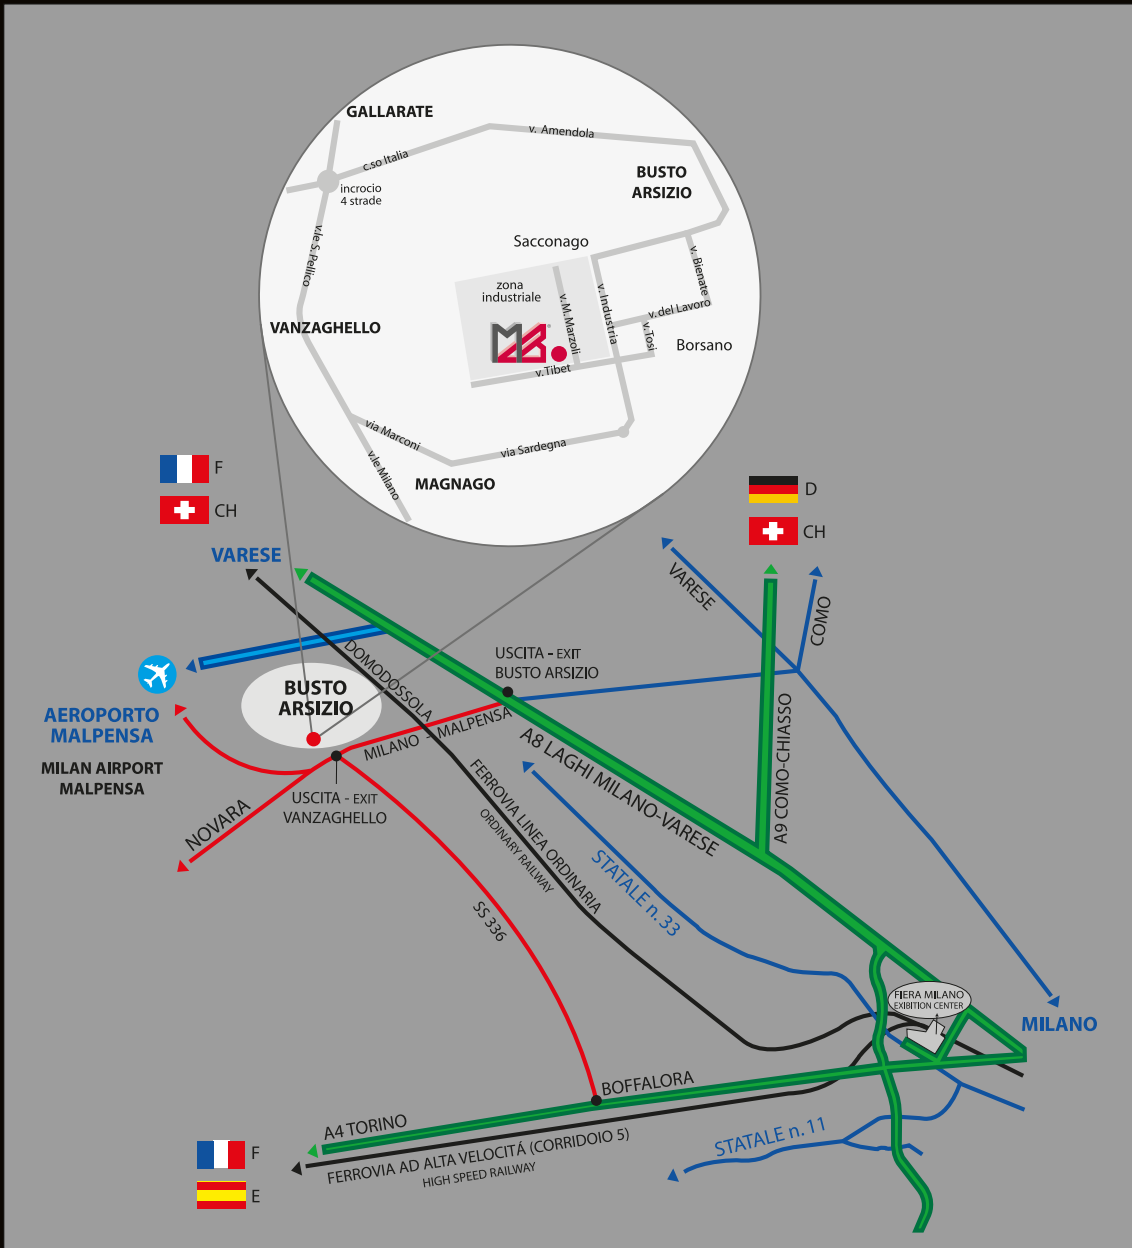 GALLARATE
v. Amendola
c.so Italia
BUSTO
ARSIZIO
incrocio
4 strade
v.le S. Pellico
Sacconago
v. Bienate
zona
industriale
v. M. Marzoli
v. Industria
v. del Lavoro
v. Tosi
VANZAGHELLO
Borsano
v.Tibet
via Marconi
via Sardegna
v.le Milano
MAGNAGO
F
CH
D
CH
VARESE
VARESE
COMO
USCITA - EXIT
BUSTO ARSIZIO
DOMODOSSOLA
BUSTO
ARSIZIO
AEROPORTO
MALPENSA
MILAN AIRPORT
MALPENSA
MILANO - MALPENSA
A8 LAGHI MILANO-VARESE
A9 COMO-CHIASSO
USCITA - EXIT
VANZAGHELLO
NOVARA
FERROVIA LINEA ORDINARIA
ORDINARY RAILWAY
STATALE n. 33
SS 336
FIERA MILANO
EXIBITION CENTER
MILANO
BOFFALORA
A4 TORINO
FERROVIA AD ALTA VELOCITÁ (CORRIDOIO 5)
HIGH SPEED RAILWAY
STATALE n. 11
F
E